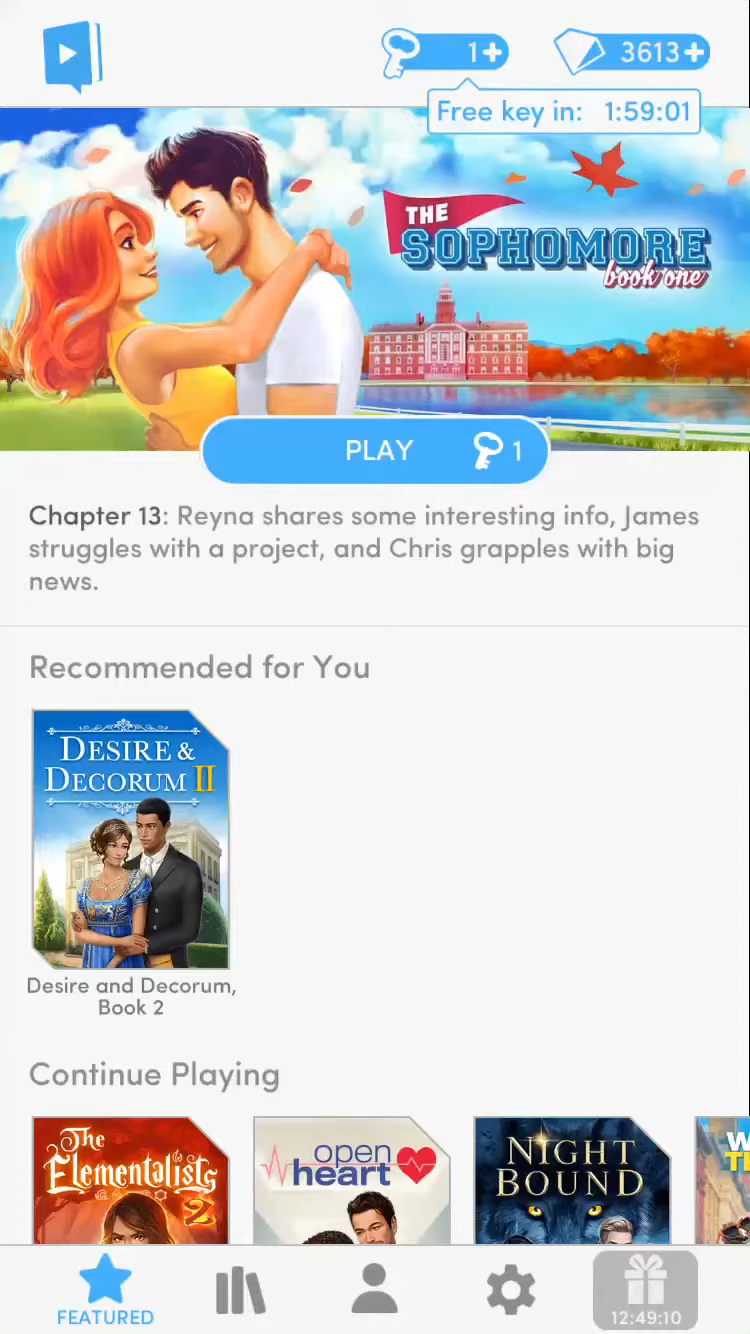 1+
3613+
Free key in: 1:59:01
THE
SOPHOMORE
book one
PLAY 1
Chapter 13: Reyna shares some interesting info, James
struggles with a project, and Chris grapples with big
news.
Recommended for You
DESIRE &
DECORUM II
Desire and Decorum,
Book 2
Continue Playing
The
Elementalists
2
open
heart
NIGHT
BOUND
FEATURED
12:49:10